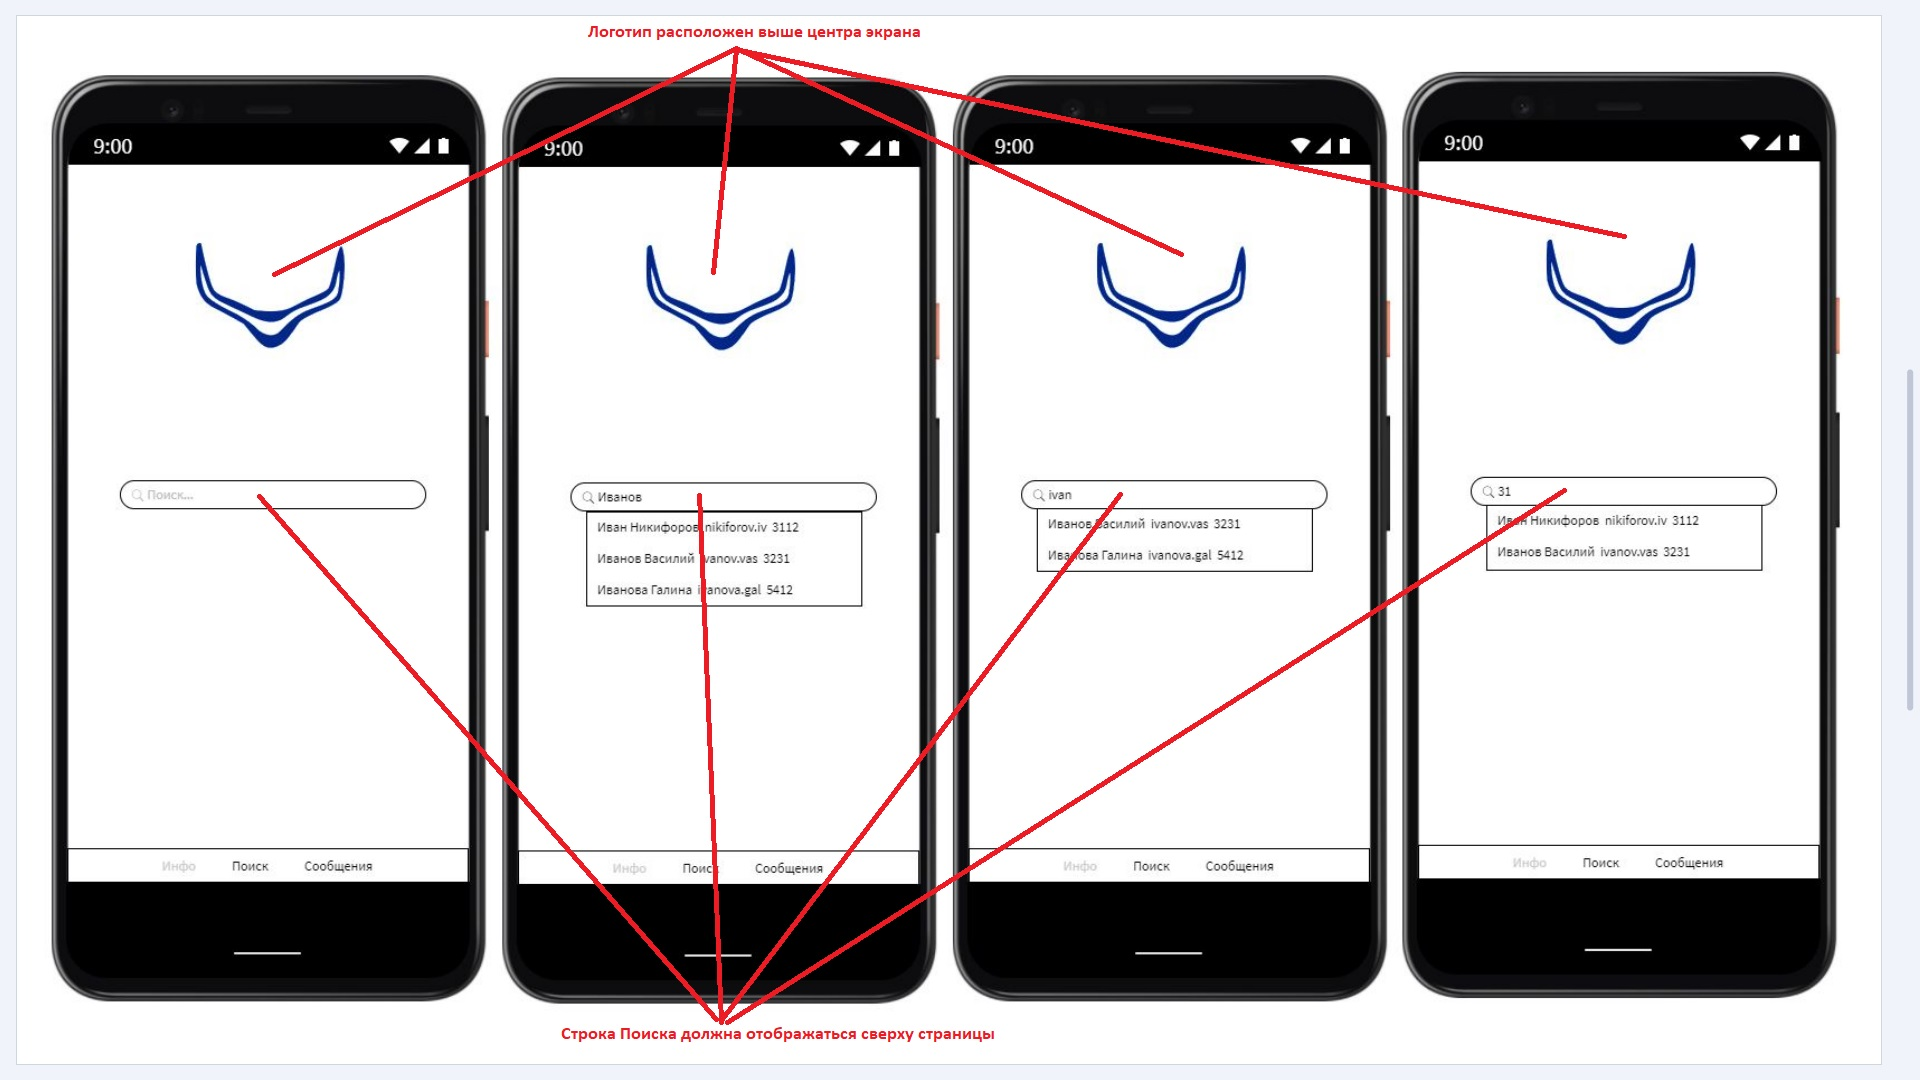 Логотип расположен выше центра экрана
9:00
Поиск...
Инфо Поиск Сообщения
9:00
Иванов
Иван Никифоров nikiforov.iv 3112
Иванов Василий ivanov.vas 3231
Иванова Галина ivanova.gal 5412
Инфо Поиск Сообщения
9:00
ivan
Иванов Василий ivanov.vas 3231
Иванова Галина ivanova.gal 5412
Инфо Поиск Сообщения
9:00
31
Иван Никифоров nikiforov.iv 3112
Иванов Василий ivanov.vas 3231
Инфо Поиск Сообщения
Строка Поиска должна отображаться сверху страницы